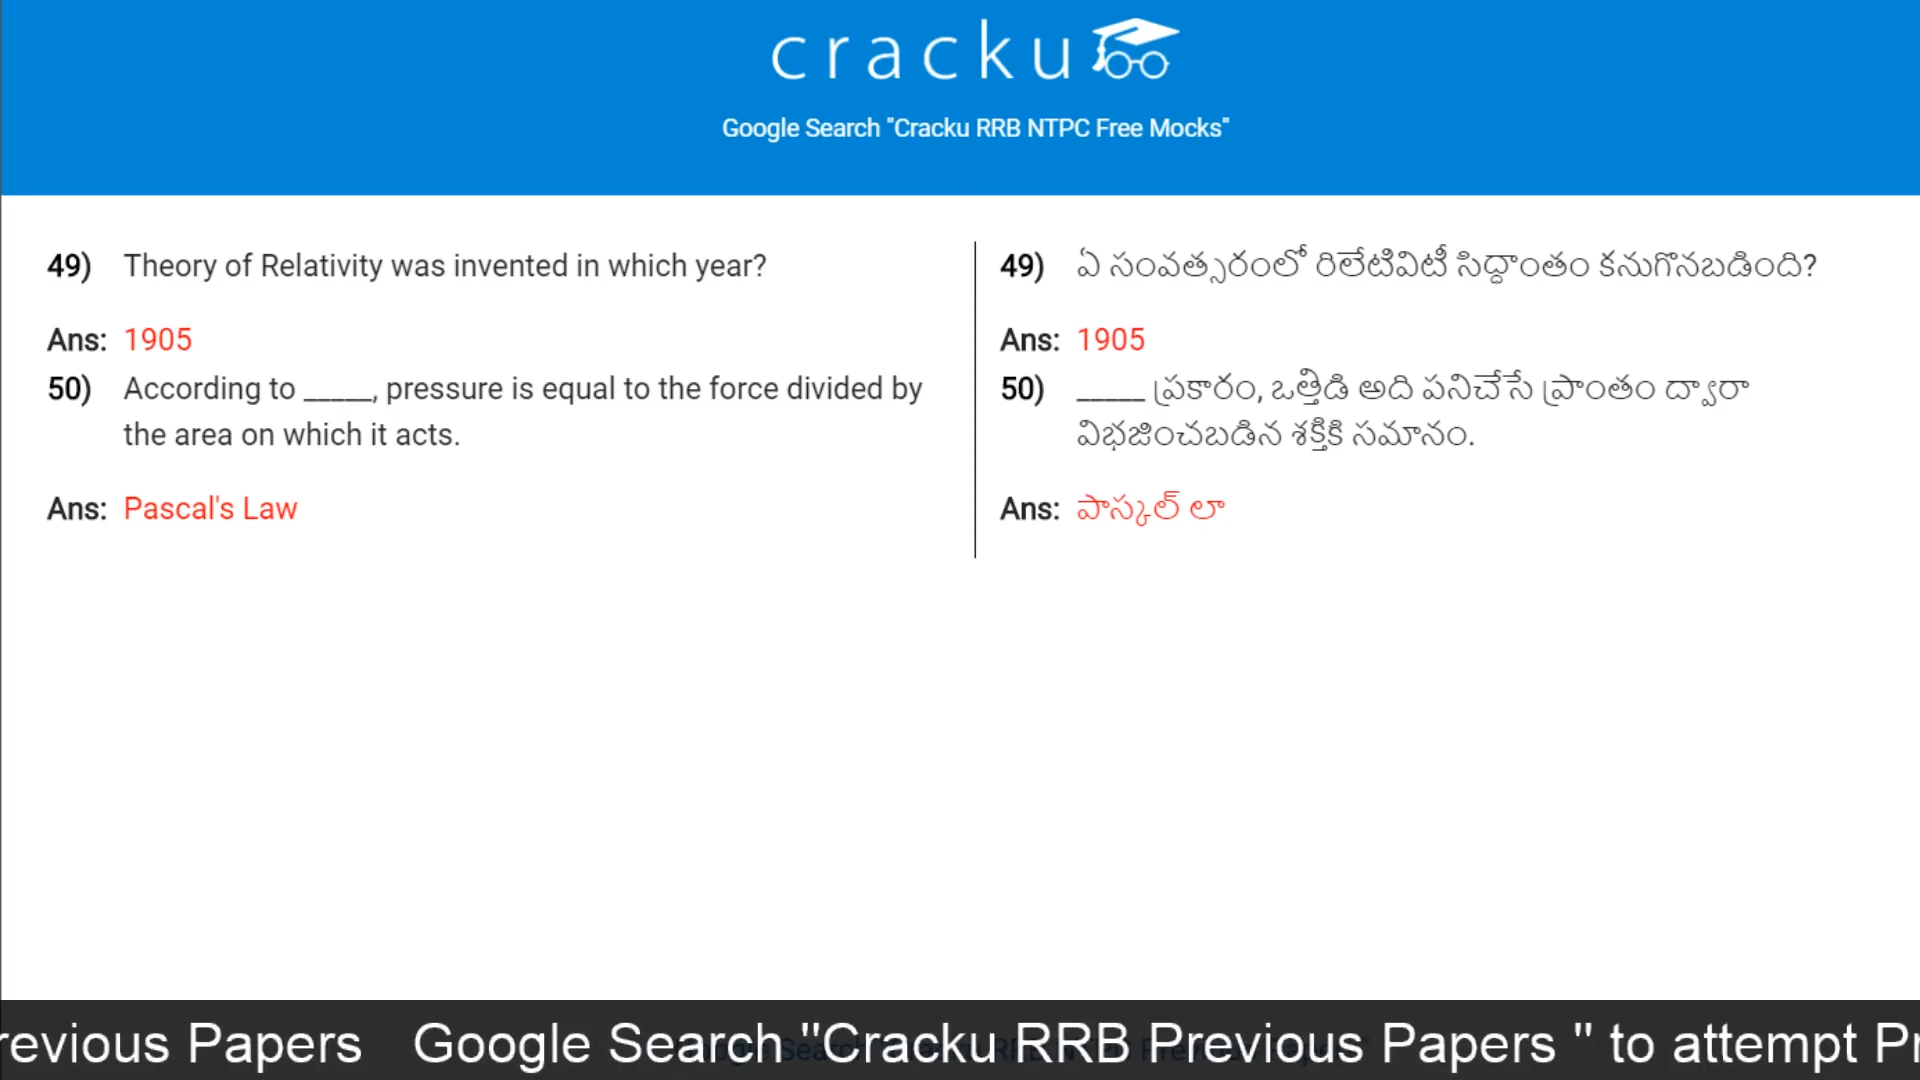 cracku
Google Search "Cracku RRB NTPC Free Mocks"
49) Theory of Relativity was invented in which year?
Ans: 1905
50) According to _____, pressure is equal to the force divided by
the area on which it acts.
Ans: Pascal's Law
49) ఏ సంవత్సరంలో రిలేటివిటీ సిద్ధాంతం కనుగొనబడింది?
Ans: 1905
50) _____ ప్రకారం, ఒత్తిడి అది పనిచేసే ప్రాంతం ద్వారా
విభజించబడిన శక్తికి సమానం.
Ans: పాస్కల్ లా
revious Papers Google Search "Cracku RRB Previous Papers " to attempt Pr